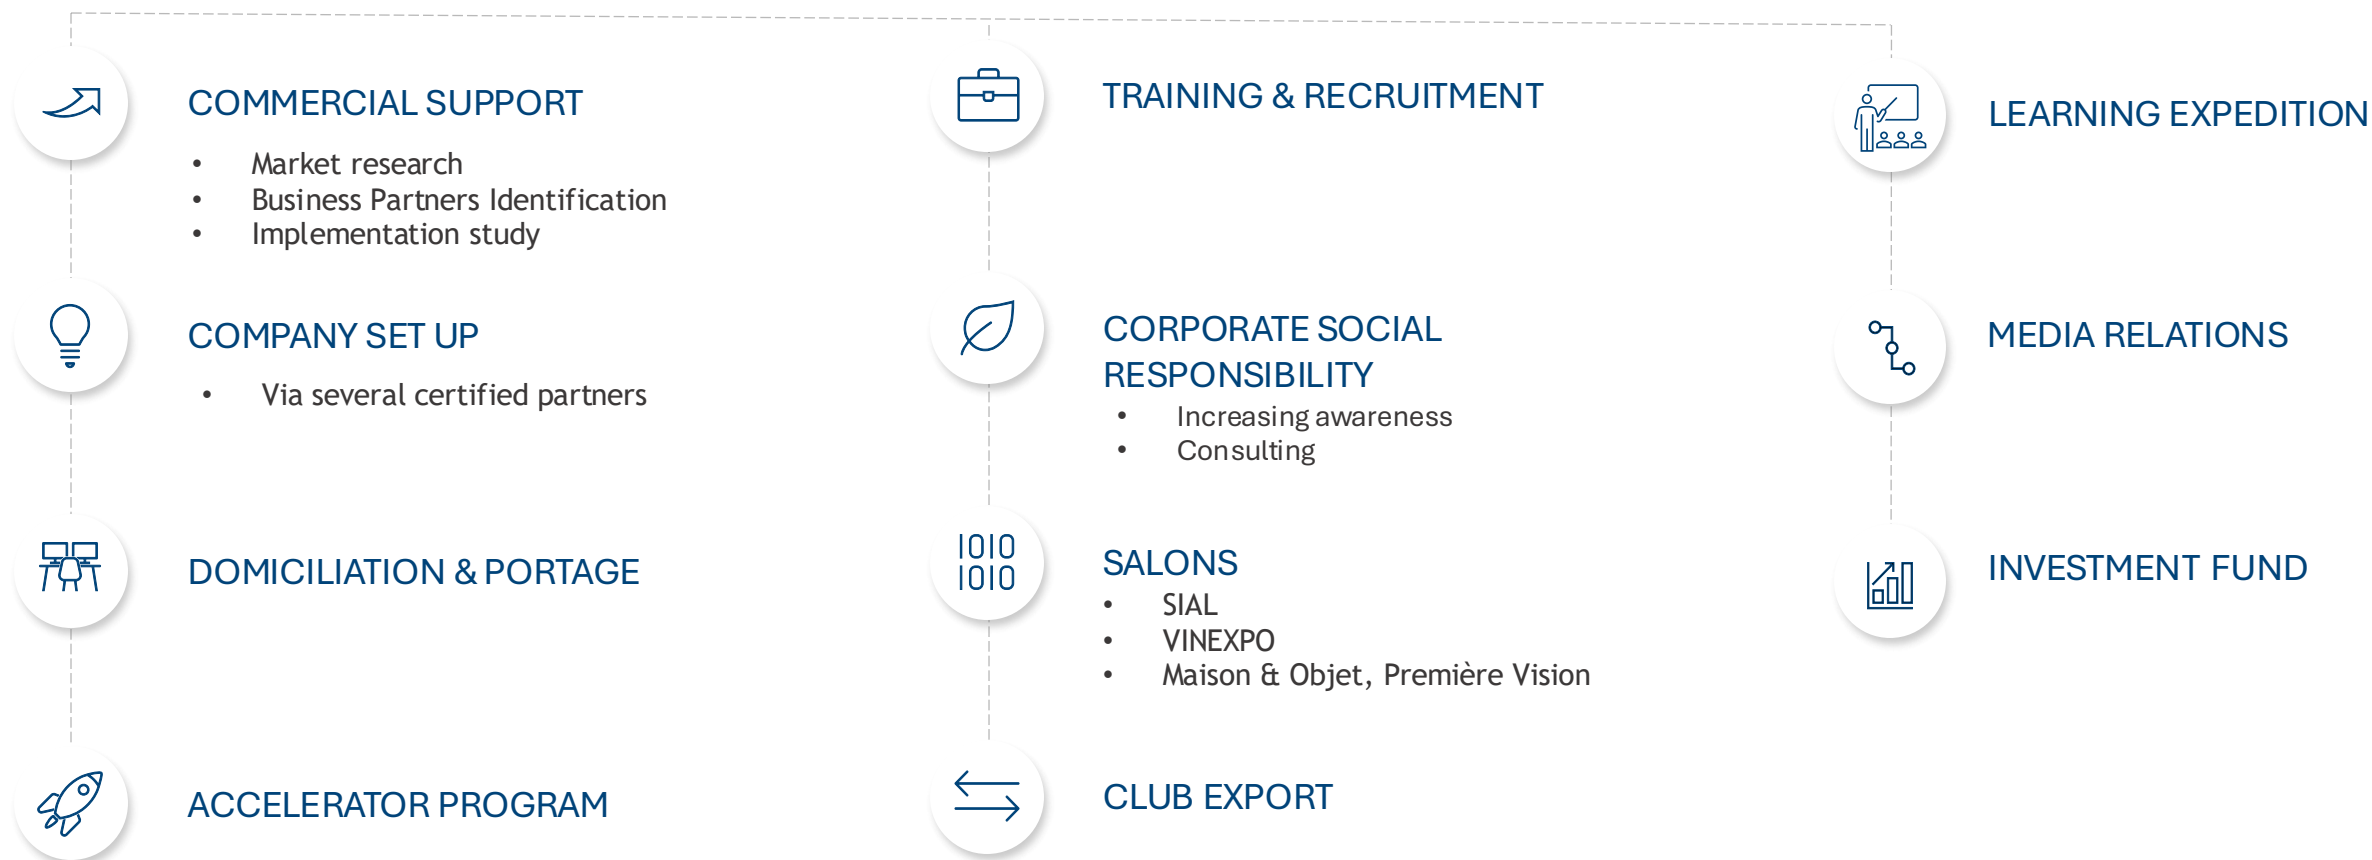 COMMERCIAL SUPPORT
• Market research
• Business Partners Identification
• Implementation study
COMPANY SET UP
• Via several certified partners
DOMICILIATION & PORTAGE
ACCELERATOR PROGRAM
TRAINING & RECRUITMENT
CORPORATE SOCIAL
RESPONSIBILITY
• Increasing awareness
• Consulting
1010
1010
SALONS
• SIAL
• VINEXPO
• Maison & Objet, Première Vision
CLUB EXPORT
LEARNING EXPEDITION
MEDIA RELATIONS
INVESTMENT FUND